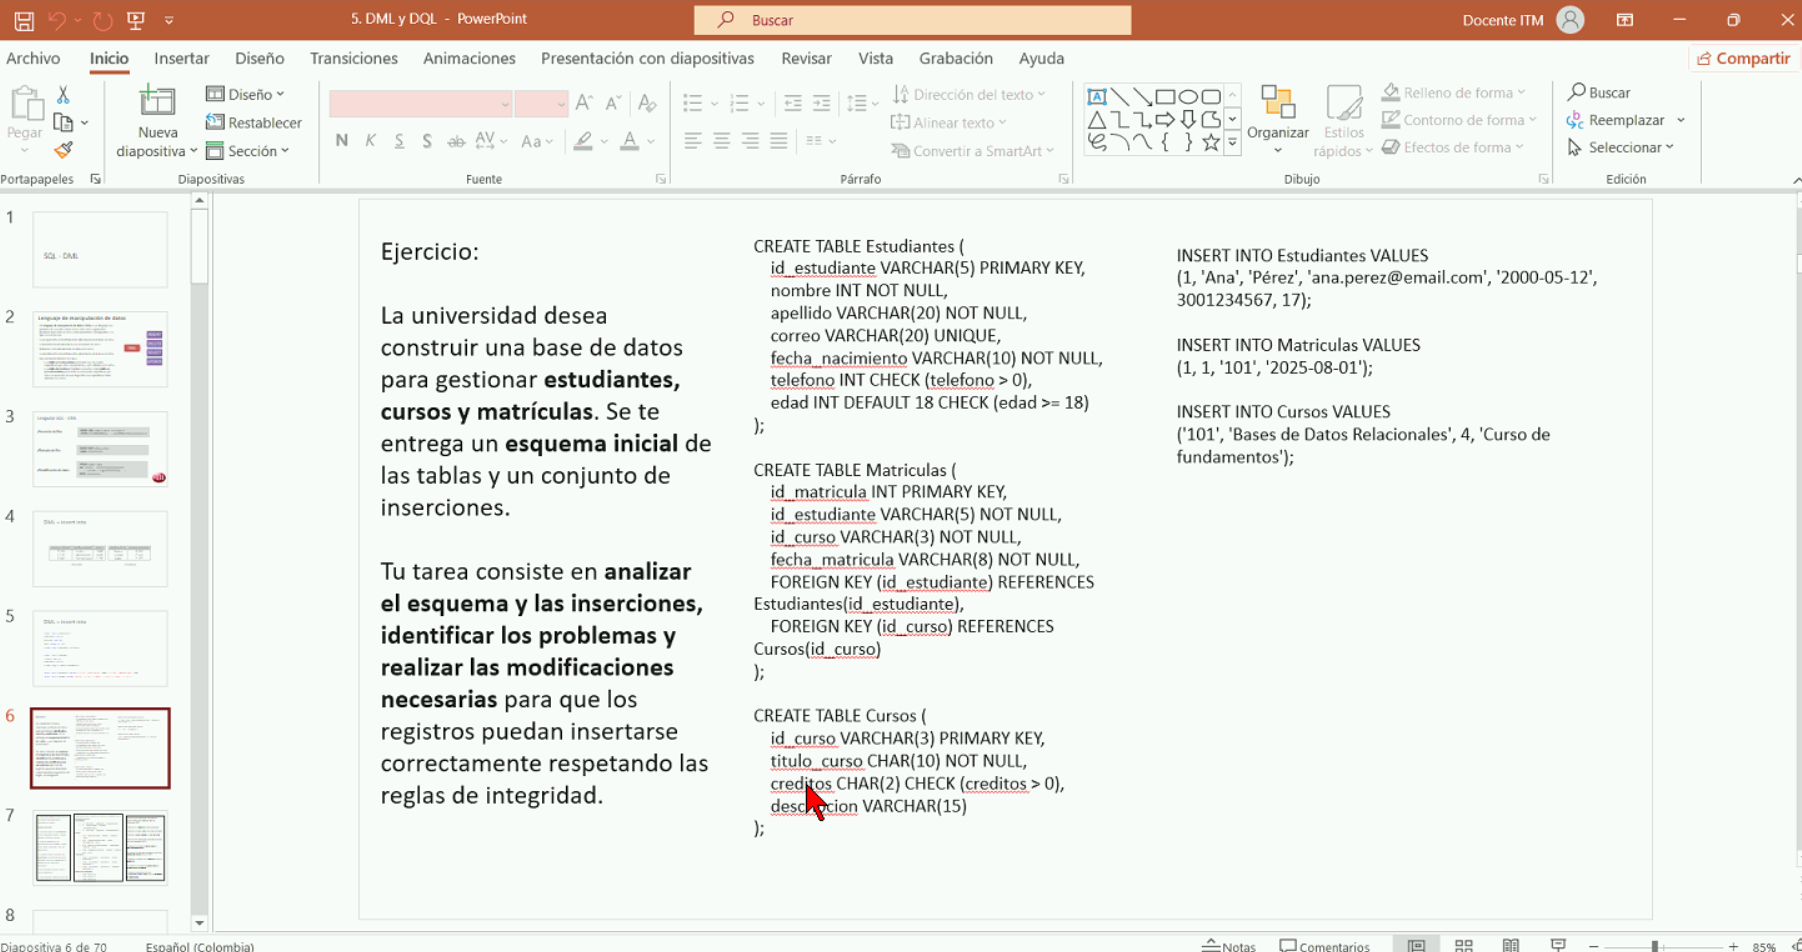 5. DML y DQL - PowerPoint
Buscar
Docente ITM
Archivo
Inicio
Insertar
Diseño
Transiciones
Animaciones
Presentación con diapositivas
Revisar
Vista
Grabación
Ayuda
Compartir
Pegar
Portapapeles
Nueva diapositiva
Diseño
Restablecer
Sección
Diapositivas
N K S S ab AV Aa A
Fuente
Dirección del texto
Alinear texto
Convertir a SmartArt
Párrafo
Organizar
Estilos rápidos
Relleno de forma
Contorno de forma
Efectos de forma
Dibujo
Buscar
Reemplazar
Seleccionar
Edición
1
SQL - DML
2
Lenguaje de manipulación de datos
3
4
5
6
7
8
Ejercicio:
La universidad desea
construir una base de datos
para gestionar estudiantes,
cursos y matrículas. Se te
entrega un esquema inicial de
las tablas y un conjunto de
inserciones.
Tu tarea consiste en analizar
el esquema y las inserciones,
identificar los problemas y
realizar las modificaciones
necesarias para que los
registros puedan insertarse
correctamente respetando las
reglas de integridad.
CREATE TABLE Estudiantes (
id_estudiante VARCHAR(5) PRIMARY KEY,
nombre INT NOT NULL,
apellido VARCHAR(20) NOT NULL,
correo VARCHAR(20) UNIQUE,
fecha_nacimiento VARCHAR(10) NOT NULL,
telefono INT CHECK (telefono > 0),
edad INT DEFAULT 18 CHECK (edad >= 18)
);
CREATE TABLE Matriculas (
id_matricula INT PRIMARY KEY,
id_estudiante VARCHAR(5) NOT NULL,
id_curso VARCHAR(3) NOT NULL,
fecha_matricula VARCHAR(8) NOT NULL,
FOREIGN KEY (id_estudiante) REFERENCES
Estudiantes(id_estudiante),
FOREIGN KEY (id_curso) REFERENCES
Cursos(id_curso)
);
CREATE TABLE Cursos (
id_curso VARCHAR(3) PRIMARY KEY,
titulo_curso CHAR(10) NOT NULL,
creditos CHAR(2) CHECK (creditos > 0),
descripcion VARCHAR(15)
);
INSERT INTO Estudiantes VALUES
(1, 'Ana', 'Pérez', 'ana.perez@email.com', '2000-05-12',
3001234567, 17);
INSERT INTO Matriculas VALUES
(1, 1, '101', '2025-08-01');
INSERT INTO Cursos VALUES
('101', 'Bases de Datos Relacionales', 4, 'Curso de
fundamentos');
Diapositiva 6 de 70
Español (Colombia)
Notas
Comentarios
85%